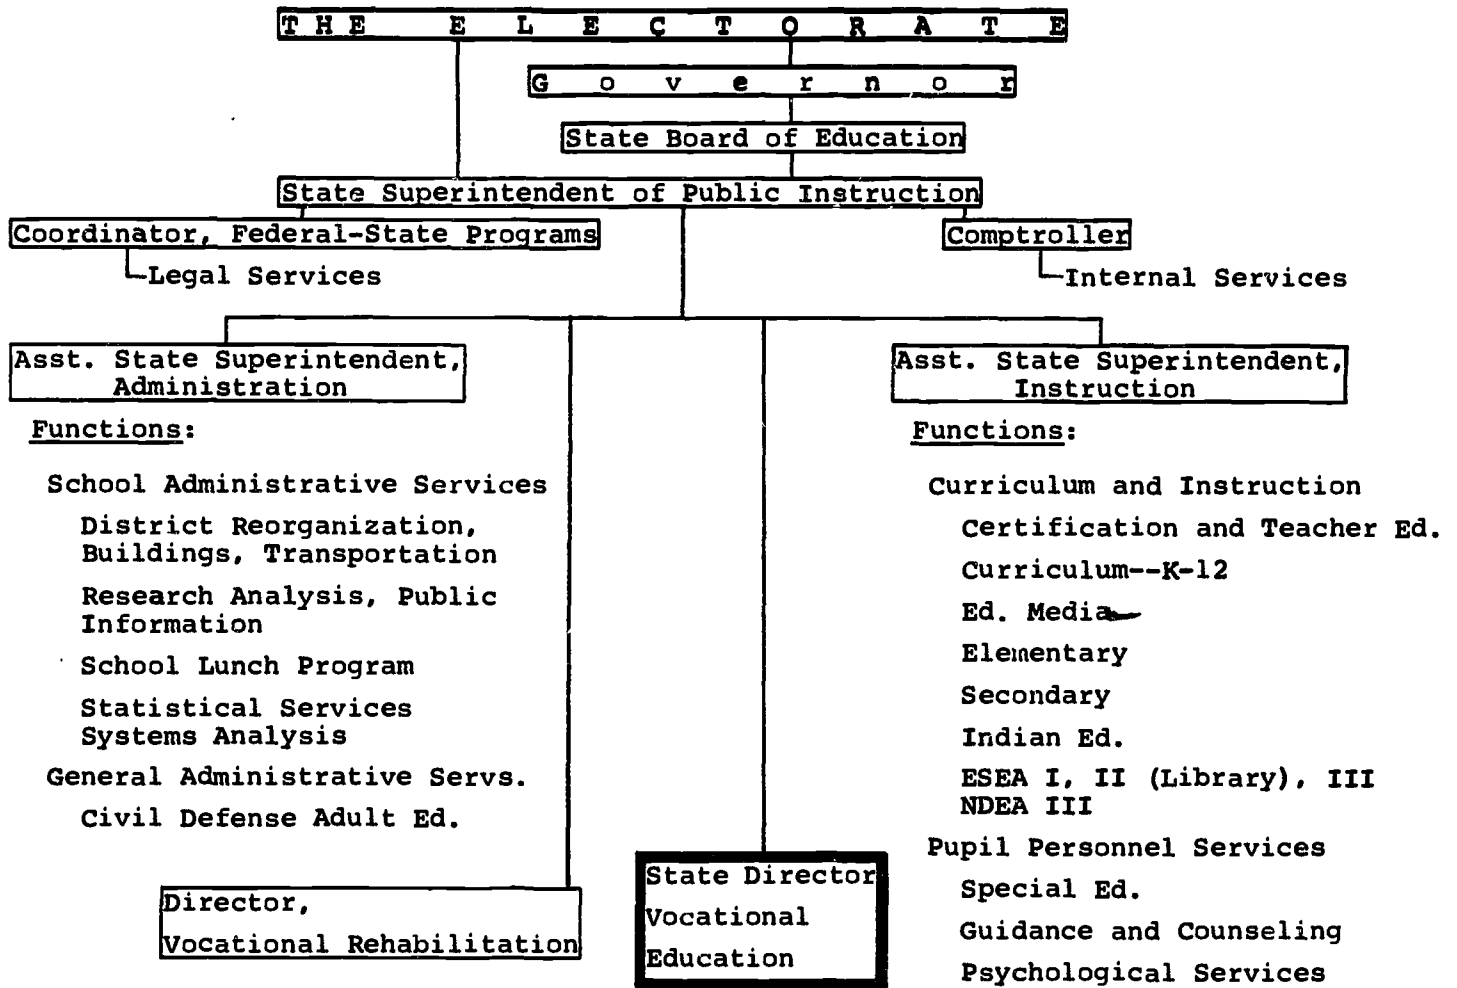 THE ELECTORATE
Governor
State Board of Education
State Superintendent of Public Instruction
Coordinator, Federal-State Programs
Legal Services
Comptroller
Internal Services
Asst. State Superintendent,
Administration
Functions:
School Administrative Services
District Reorganization,
Buildings, Transportation
Research Analysis, Public
Information
School Lunch Program
Statistical Services
Systems Analysis
General Administrative Servs.
Civil Defense Adult Ed.
Director,
Vocational Rehabilitation
State Director
Vocational
Education
Asst. State Superintendent,
Instruction
Functions:
Curriculum and Instruction
Certification and Teacher Ed.
Curriculum--K-12
Ed. Media
Elementary
Secondary
Indian Ed.
ESEA I, II (Library), III
NDEA III
Pupil Personnel Services
Special Ed.
Guidance and Counseling
Psychological Services